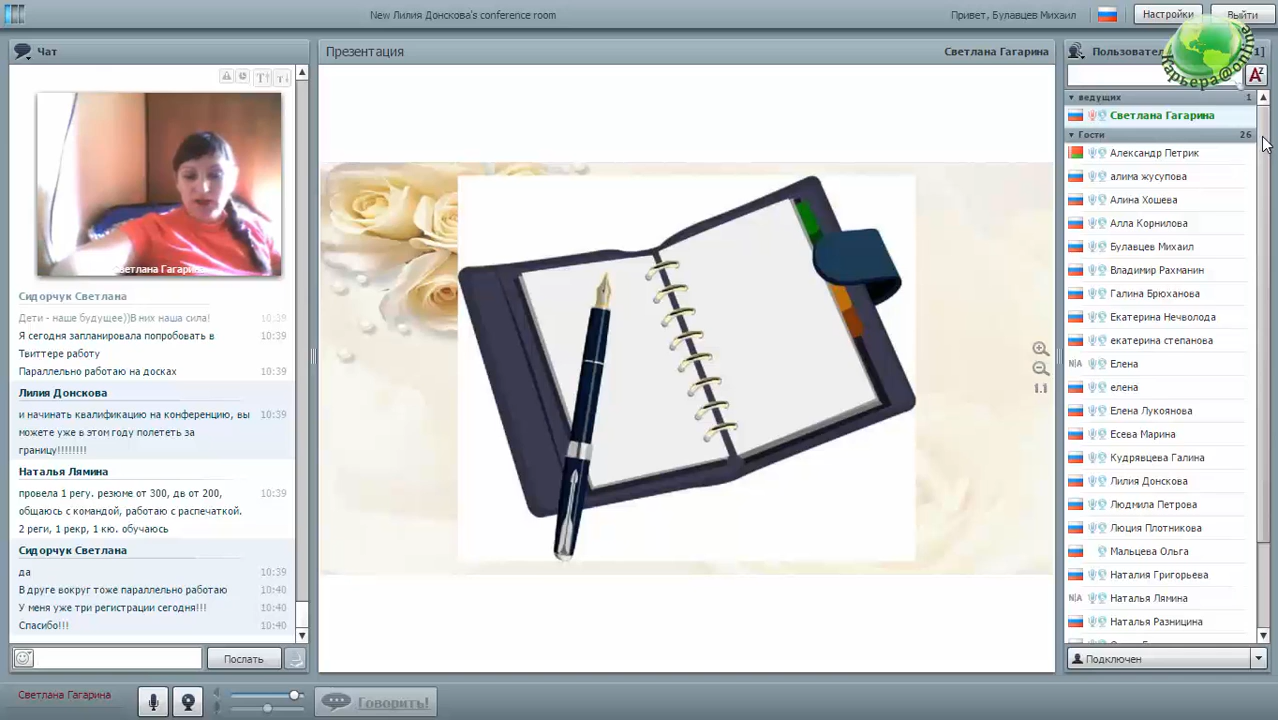 New Лилия Донскова's conference room
Привет, Булавцев Михаил
Настройки
Выйти
Чат
Светлана Гагарина
Сидорчук Светлана
Дети - наше будущее))В них наша сила! 10:39
Я сегодня запланировала попробовать в 10:39
Твиттере работу
Параллельно работаю на досках 10:39
Лилия Донскова
и начинать квалификацию на конференцию, вы 10:39
можете уже в этом году полететь за
границу!!!!!!!!
Наталья Лямина
провела 1 регу. резюме от 300, дв от 200, 10:39
общаюсь с командой, работаю с распечаткой.
2 реги, 1 рекр, 1 кю. обучаюсь
Сидорчук Светлана
да 10:39
В друге вокруг тоже параллельно работаю 10:40
У меня уже три регистрации сегодня!!! 10:40
Спасибо!!! 10:40
Послать
Презентация
Светлана Гагарина
1:1
Пользовател
1]
Карьера@online
ведущих 1
Светлана Гагарина
Гости 26
Александр Петрик
алима жусупова
Алина Хошева
Алла Корнилова
Булавцев Михаил
Владимир Рахманин
Галина Брюханова
Екатерина Нечволода
екатерина степанова
N|A Елена
елена
Елена Лукоянова
Есева Марина
Кудрявцева Галина
Лилия Донскова
Людмила Петрова
Люция Плотникова
Мальцева Ольга
Наталия Григорьева
N|A Наталья Лямина
Наталья Разницина
Подключен
Светлана Гагарина
Говорить!